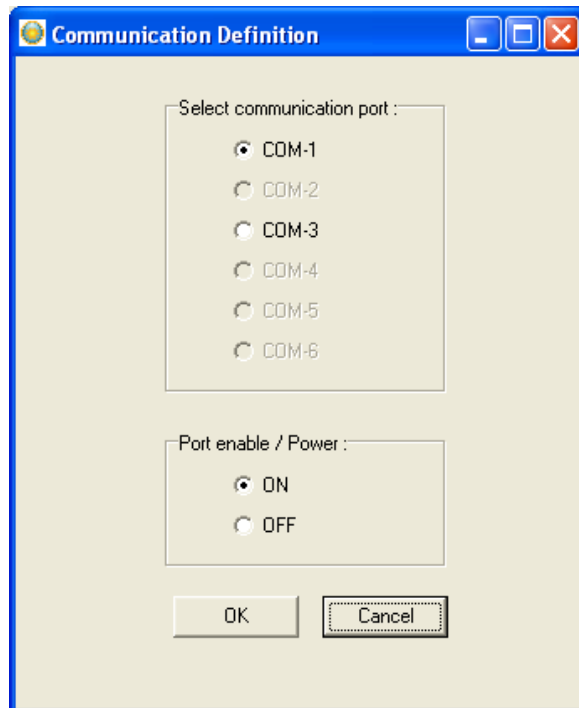 Communication Definition
Select communication port :
COM-1
COM-2
COM-3
COM-4
COM-5
COM-6
Port enable / Power :
ON
OFF
OK Cancel